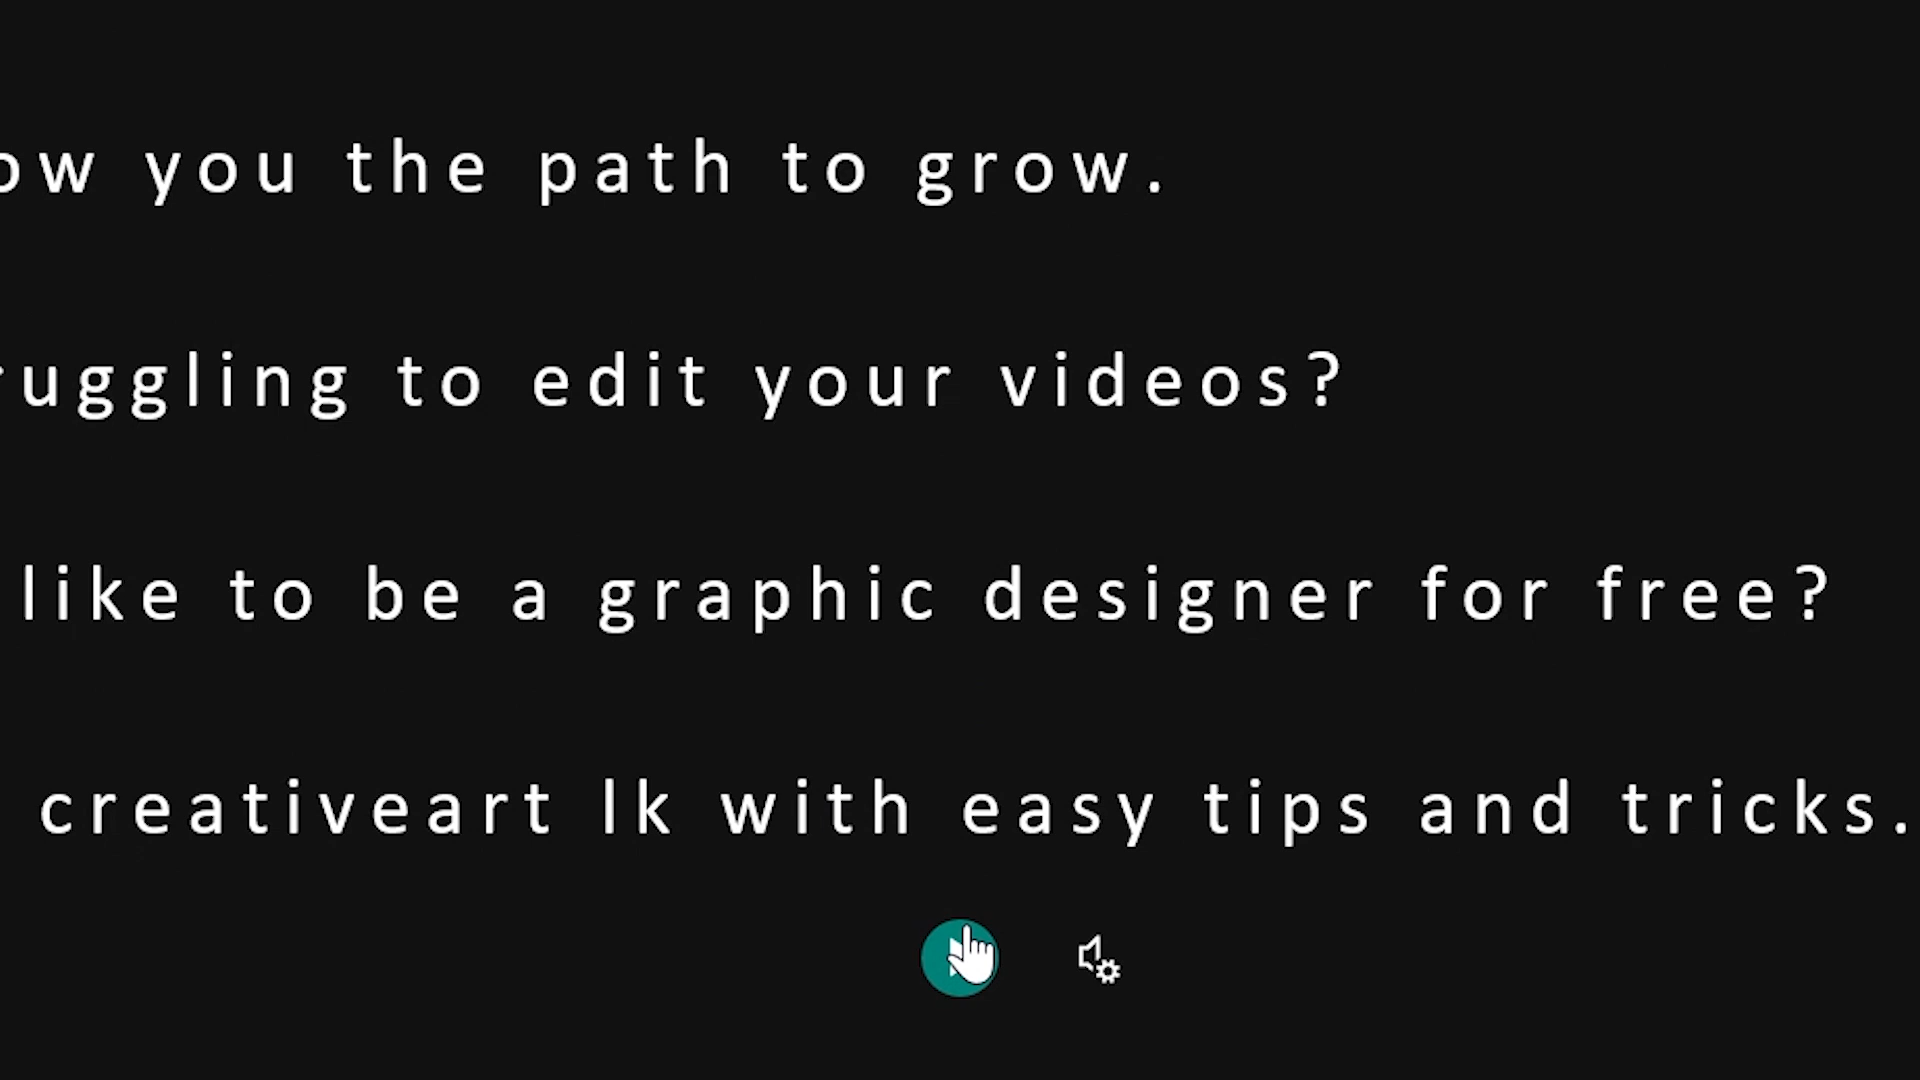 ow you the path to grow.
ruggling to edit your videos?
like to be a graphic designer for free?
creativeart lk with easy tips and tricks.